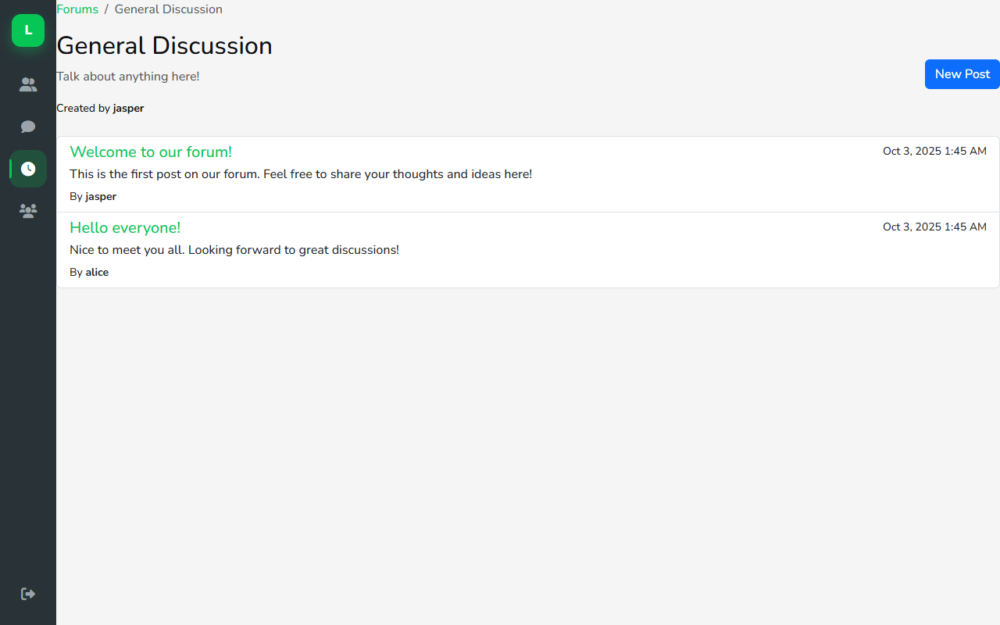 L
Forums / General Discussion
General Discussion
Talk about anything here!
New Post
Created by jasper
Welcome to our forum!
Oct 3, 2025 1:45 AM
This is the first post on our forum. Feel free to share your thoughts and ideas here!
By jasper
Hello everyone!
Oct 3, 2025 1:45 AM
Nice to meet you all. Looking forward to great discussions!
By alice